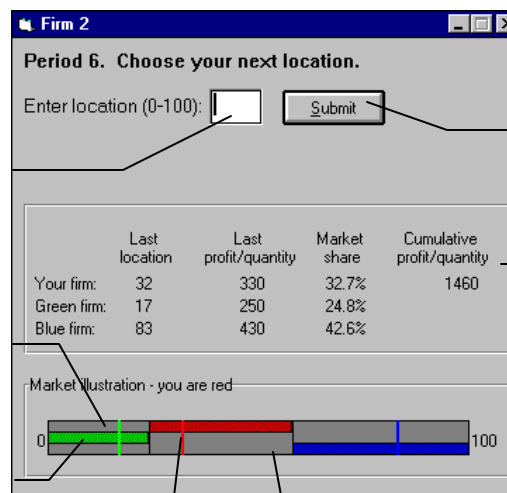 Firm 2
Period 6. Choose your next location.
Enter location (0-100): Submit
Last Last Market Cumulative
location profit/quantity share profit/quantity
Your firm: 32 330 32.7% 1460
Green firm: 17 250 24.8%
Blue firm: 83 430 42.6%
Market illustration - you are red
0 100